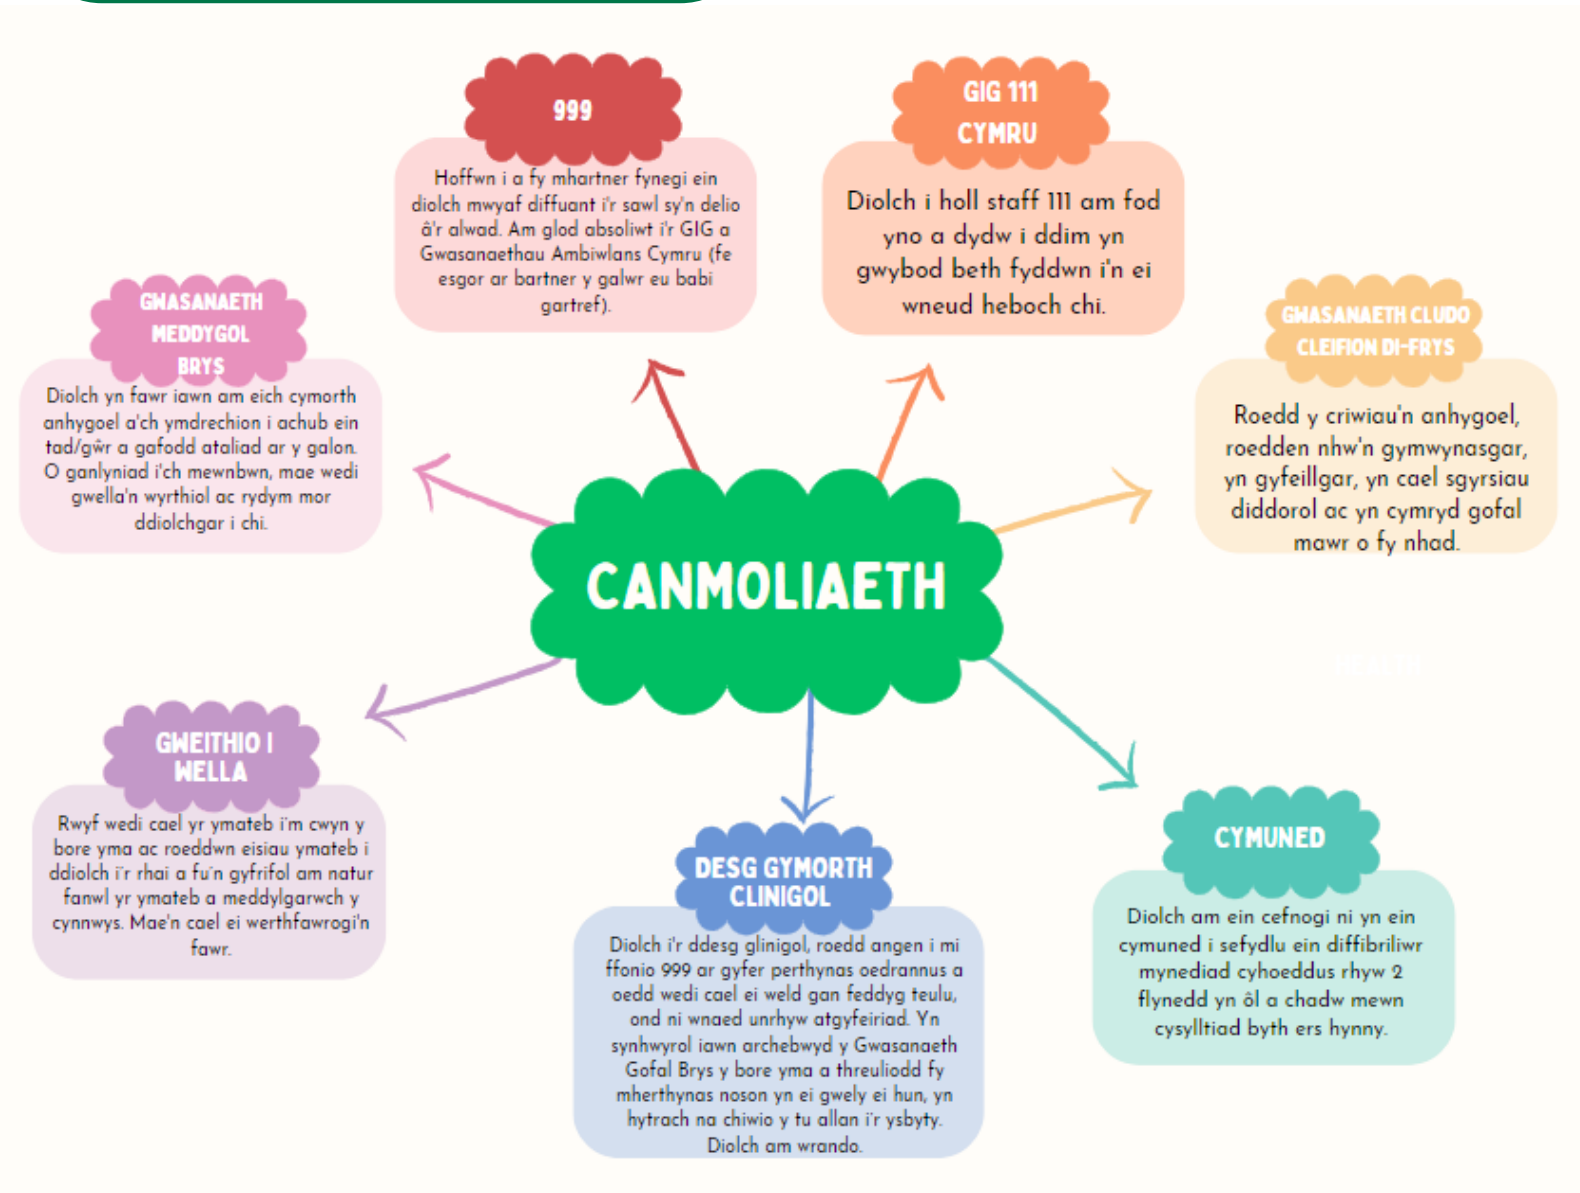 999
Hoffwn i a fy mhartner fynegi ein
diolch mwyaf diffuant i'r sawl sy'n delio
â'r alwad. Am glod absoliwt i'r GIG a
Gwasanaethau Ambiwlans Cymru (fe
esgor ar bartner y galwr eu babi
gartref).
GIG 111
CYMRU
Diolch i holl staff 111 am fod
yno a dydw i ddim yn
gwybod beth fyddwn i'n ei
wneud heboch chi.
GWASANAETH
MEDDYGOL
BRYS
Diolch yn fawr iawn am eich cymorth
anhygoel a'ch ymdrechion i achub ein
tad/gŵr a gafodd ataliad ar y galon.
O ganlyniad i'ch mewnbwn, mae wedi
gwella'n wyrthiol ac rydym mor
ddiolchgar i chi.
GWASANAETH CLUDO
CLEIFION DI-FRYS
Roedd y criwiau'n anhygoel,
roedden nhw'n gymwynasgar,
yn gyfeillgar, yn cael sgyrsiau
diddorol ac yn cymryd gofal
mawr o fy nhad.
CANMOLIAETH
GWEITHIO I
WELLA
Rwyf wedi cael yr ymateb i'm cwyn y
bore yma ac roeddwn eisiau ymateb i
ddiolch i'r rhai a fu'n gyfrifol am natur
fanwl yr ymateb a meddylgarwch y
cynnwys. Mae'n cael ei werthfawrogi'n
fawr.
DESG GYMORTH
CLINIGOL
Diolch i'r ddesg glinigol, roedd angen i mi
ffonio 999 ar gyfer perthynas oedrannus a
oedd wedi cael ei weld gan feddyg teulu,
ond ni wnaed unrhyw atgyfeiriad. Yn
synhwyrol iawn archebwyd y Gwasanaeth
Gofal Brys y bore yma a threuliodd fy
mherthynas noson yn ei gwely ei hun, yn
hytrach na chiwio y tu allan i'r ysbyty.
Diolch am wrando.
CYMUNED
Diolch am ein cefnogi ni yn ein
cymuned i sefydlu ein diffibriliwr
mynediad cyhoeddus rhyw 2
flynedd yn ôl a chadw mewn
cysylltiad byth ers hynny.